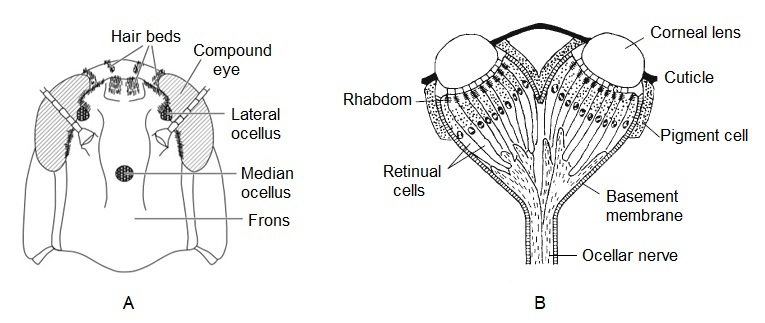 Hair beds
Compound
eye
Lateral
ocellus
Median
ocellus
Frons
A
Corneal lens
Cuticle
Rhabdom
Pigment cell
Retinual
cells
Basement
membrane
Ocellar nerve
B